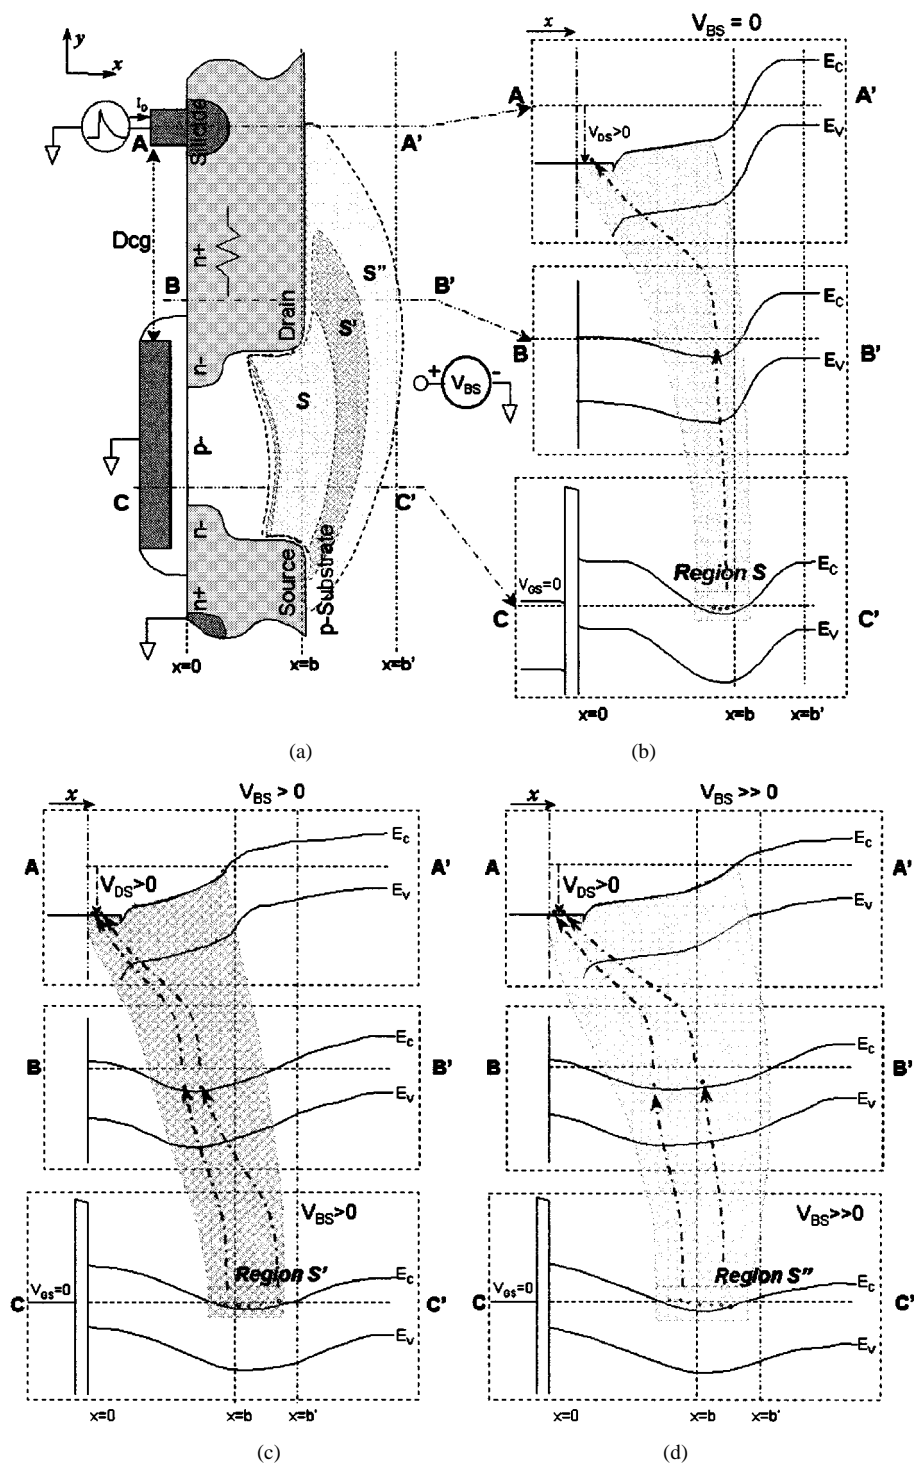 y
x
I_D
A
A'
Silicide
Dcg
n+
B
B'
S''
S'
Drain
n-
S
+
V_BS
-
p-
C
C'
n-
Source
p-Substrate
n+
x=0
x=b
x=b'
(a)
x
V_BS = 0
E_C
A
A'
V_DS>0
E_V
E_C
B
B'
E_V
Region S
E_C
V_GS=0
C
C'
E_V
x=0
x=b
x=b'
(b)
x
V_BS > 0
E_C
A
A'
V_DS>0
E_V
E_C
B
B'
E_V
V_BS>0
Region S'
E_C
V_GS=0
C
C'
E_V
x=0
x=b
x=b'
(c)
x
V_BS >> 0
E_C
A
A'
V_DS>0
E_V
E_C
B
B'
E_V
V_BS>>0
Region S''
E_C
V_GS=0
C
C'
E_V
x=0
x=b
x=b'
(d)